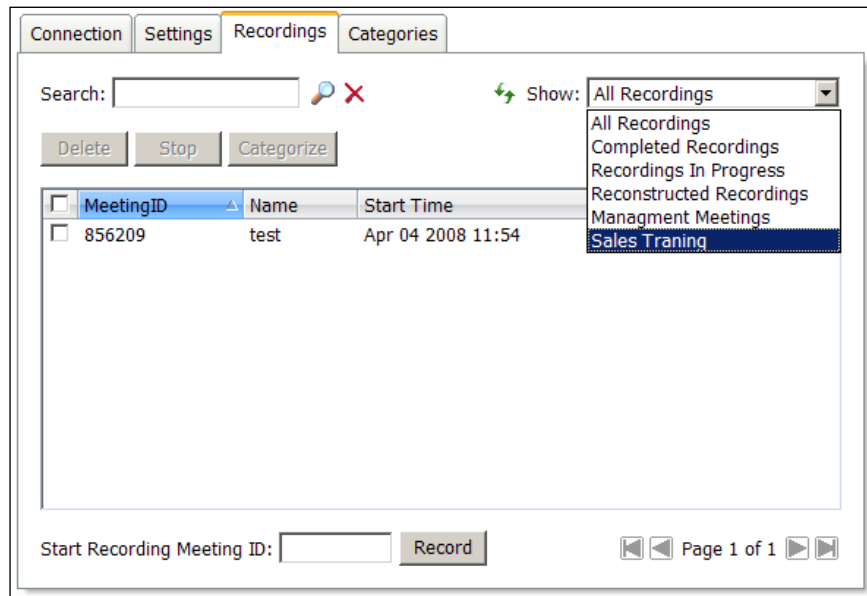 Connection Settings Recordings Categories
Search: Show: All Recordings
All Recordings
Delete Stop Categorize Completed Recordings
Recordings In Progress
Reconstructed Recordings
MeetingID Name Start Time
Managment Meetings
856209 test Apr 04 2008 11:54 Sales Traning
Start Recording Meeting ID: Record Page 1 of 1